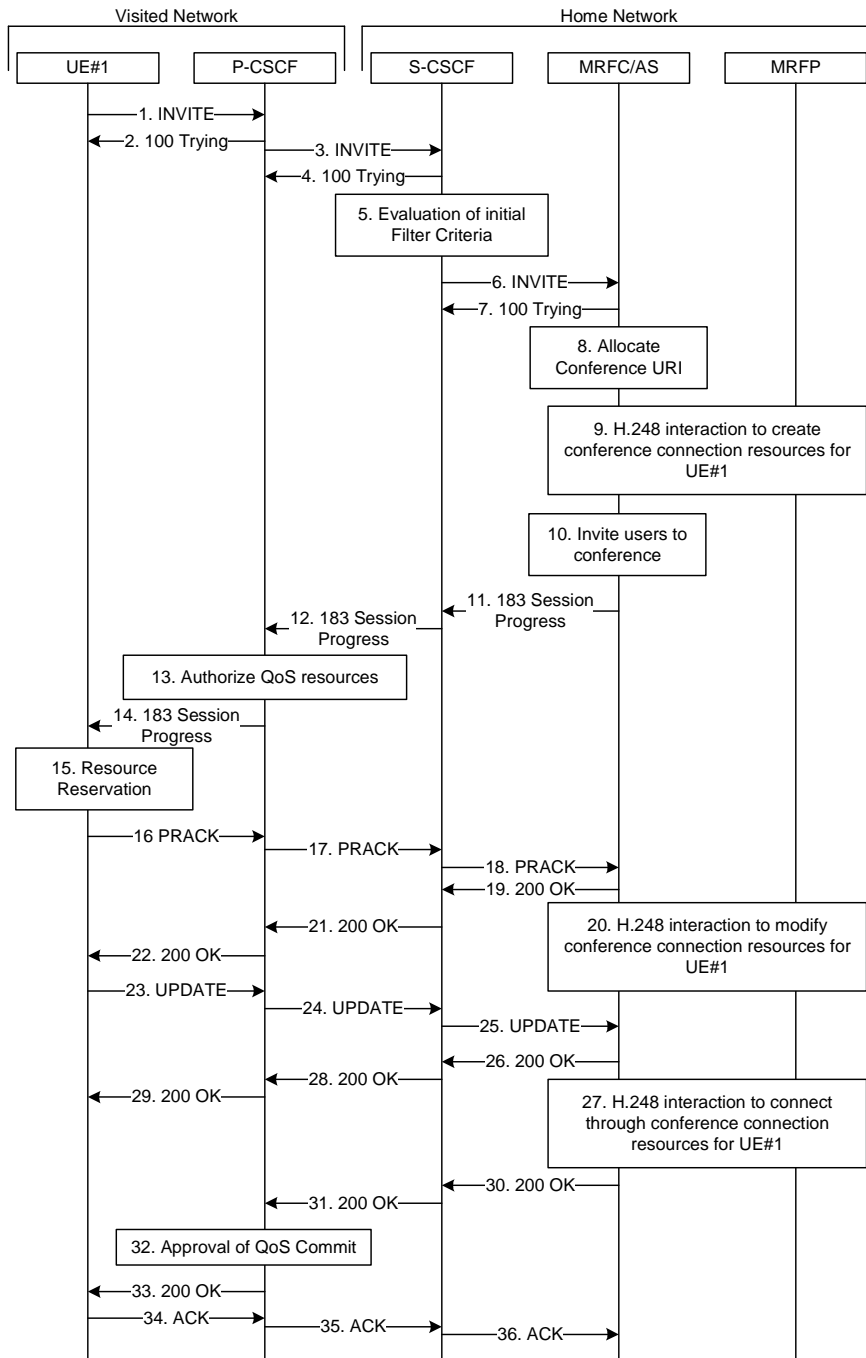 Visited Network
Home Network
UE#1
P-CSCF
S-CSCF
MRFC/AS
MRFP
1. INVITE
2. 100 Trying
3. INVITE
4. 100 Trying
5. Evaluation of initial
Filter Criteria
6. INVITE
7. 100 Trying
8. Allocate
Conference URI
9. H.248 interaction to create
conference connection resources for
UE#1
10. Invite users to
conference
11. 183 Session
Progress
12. 183 Session
Progress
13. Authorize QoS resources
14. 183 Session
Progress
15. Resource
Reservation
16 PRACK
17. PRACK
18. PRACK
19. 200 OK
20. H.248 interaction to modify
conference connection resources for
UE#1
21. 200 OK
22. 200 OK
23. UPDATE
24. UPDATE
25. UPDATE
26. 200 OK
27. H.248 interaction to connect
through conference connection
resources for UE#1
28. 200 OK
29. 200 OK
30. 200 OK
31. 200 OK
32. Approval of QoS Commit
33. 200 OK
34. ACK
35. ACK
36. ACK